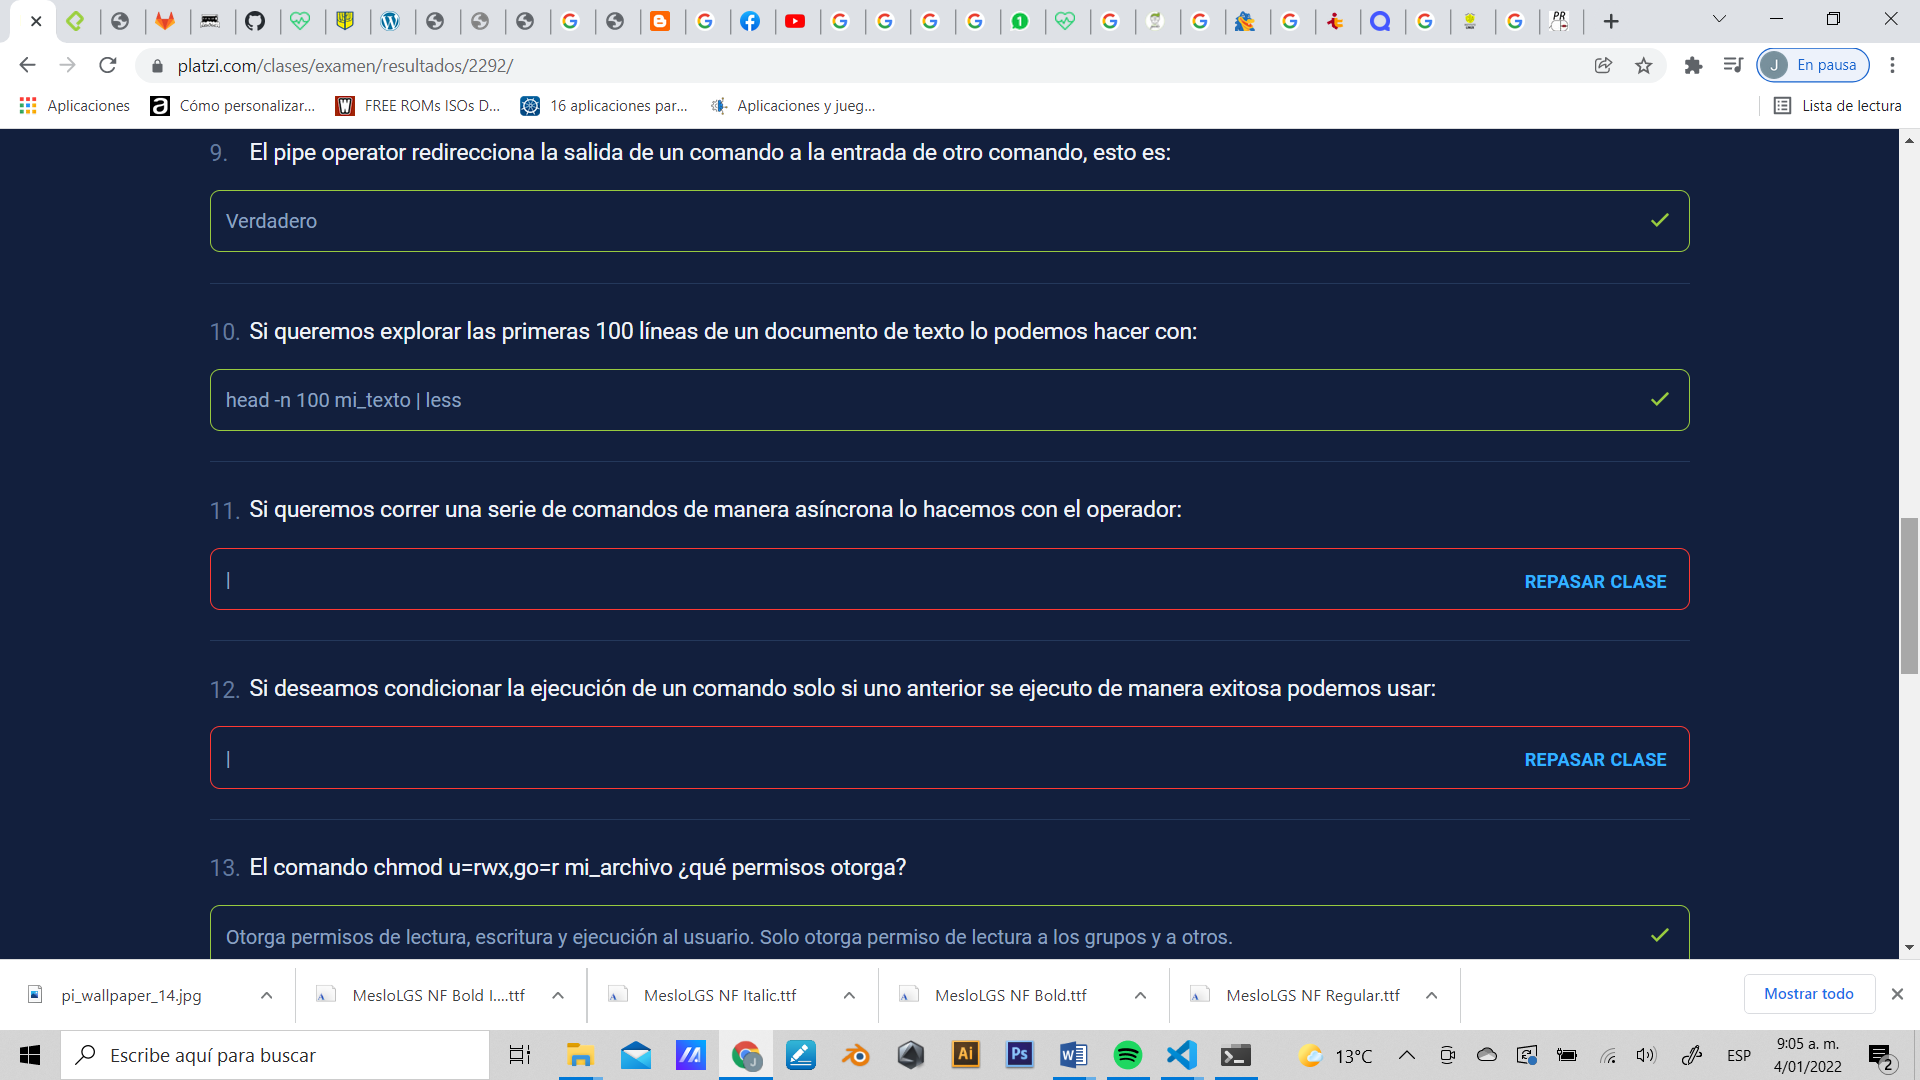 platzi.com/clases/examen/resultados/2292/
J En pausa
Aplicaciones
Cómo personalizar...
FREE ROMs ISOs D...
16 aplicaciones par...
Aplicaciones y jueg...
Lista de lectura
9. El pipe operator redirecciona la salida de un comando a la entrada de otro comando, esto es:
Verdadero
10. Si queremos explorar las primeras 100 líneas de un documento de texto lo podemos hacer con:
head -n 100 mi_texto | less
11. Si queremos correr una serie de comandos de manera asíncrona lo hacemos con el operador:
| REPASAR CLASE
12. Si deseamos condicionar la ejecución de un comando solo si uno anterior se ejecuto de manera exitosa podemos usar:
| REPASAR CLASE
13. El comando chmod u=rwx,go=r mi_archivo ¿qué permisos otorga?
Otorga permisos de lectura, escritura y ejecución al usuario. Solo otorga permiso de lectura a los grupos y a otros.
pi_wallpaper_14.jpg
MesloLGS NF Bold I....ttf
MesloLGS NF Italic.ttf
MesloLGS NF Bold.ttf
MesloLGS NF Regular.ttf
Mostrar todo
Escribe aquí para buscar
Ai
Ps
13°C
ESP
9:05 a. m.
4/01/2022
2